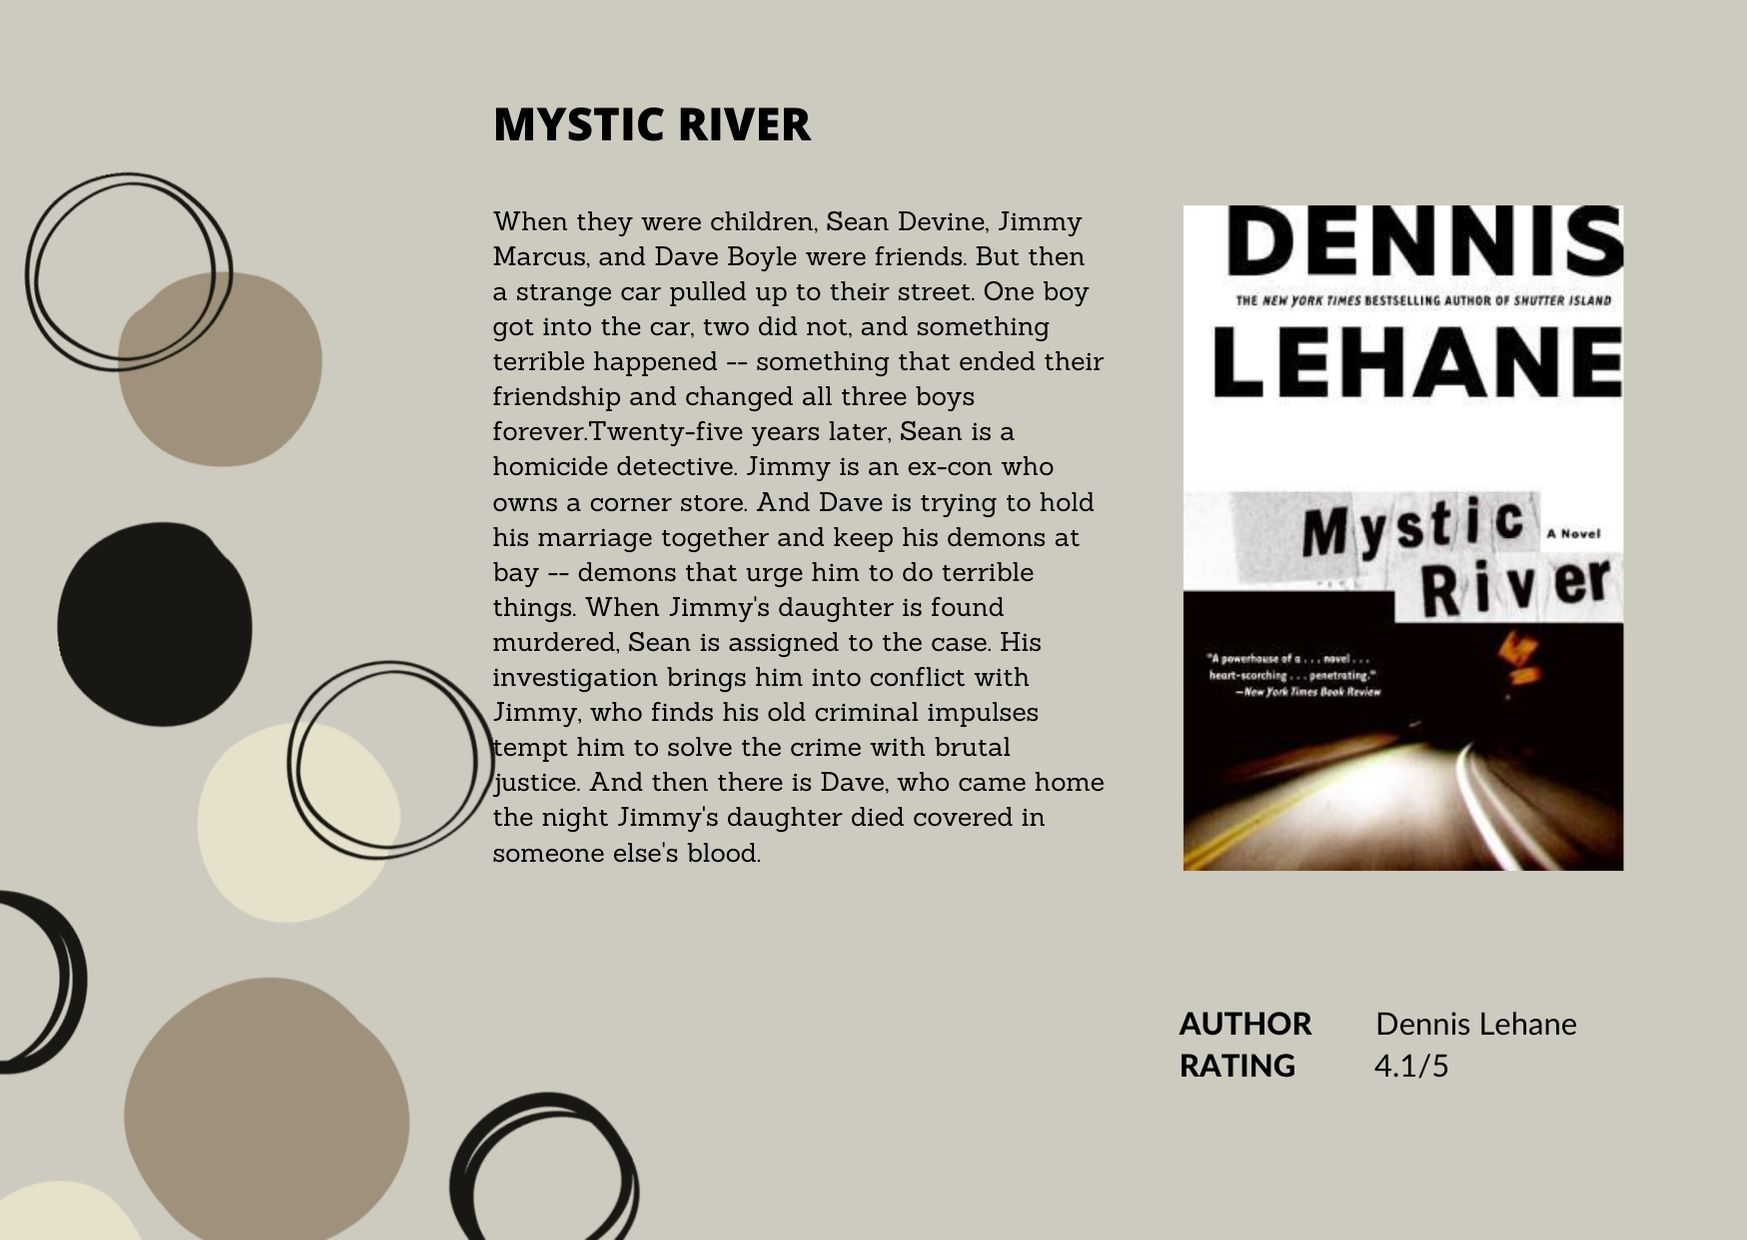 MYSTIC RIVER
When they were children, Sean Devine, Jimmy
Marcus, and Dave Boyle were friends. But then
a strange car pulled up to their street. One boy
got into the car, two did not, and something
terrible happened -- something that ended their
friendship and changed all three boys
forever.Twenty-five years later, Sean is a
homicide detective. Jimmy is an ex-con who
owns a corner store. And Dave is trying to hold
his marriage together and keep his demons at
bay -- demons that urge him to do terrible
things. When Jimmy's daughter is found
murdered, Sean is assigned to the case. His
investigation brings him into conflict with
Jimmy, who finds his old criminal impulses
tempt him to solve the crime with brutal
justice. And then there is Dave, who came home
the night Jimmy's daughter died covered in
someone else's blood.
DENNIS
THE NEW YORK TIMES BESTSELLING AUTHOR OF SHUTTER ISLAND
LEHANE
Mystic
A Novel
River
"A powerhouse of a . . . novel . . .
heart-scorching . . . penetrating."
—New York Times Book Review
AUTHOR Dennis Lehane
RATING 4.1/5